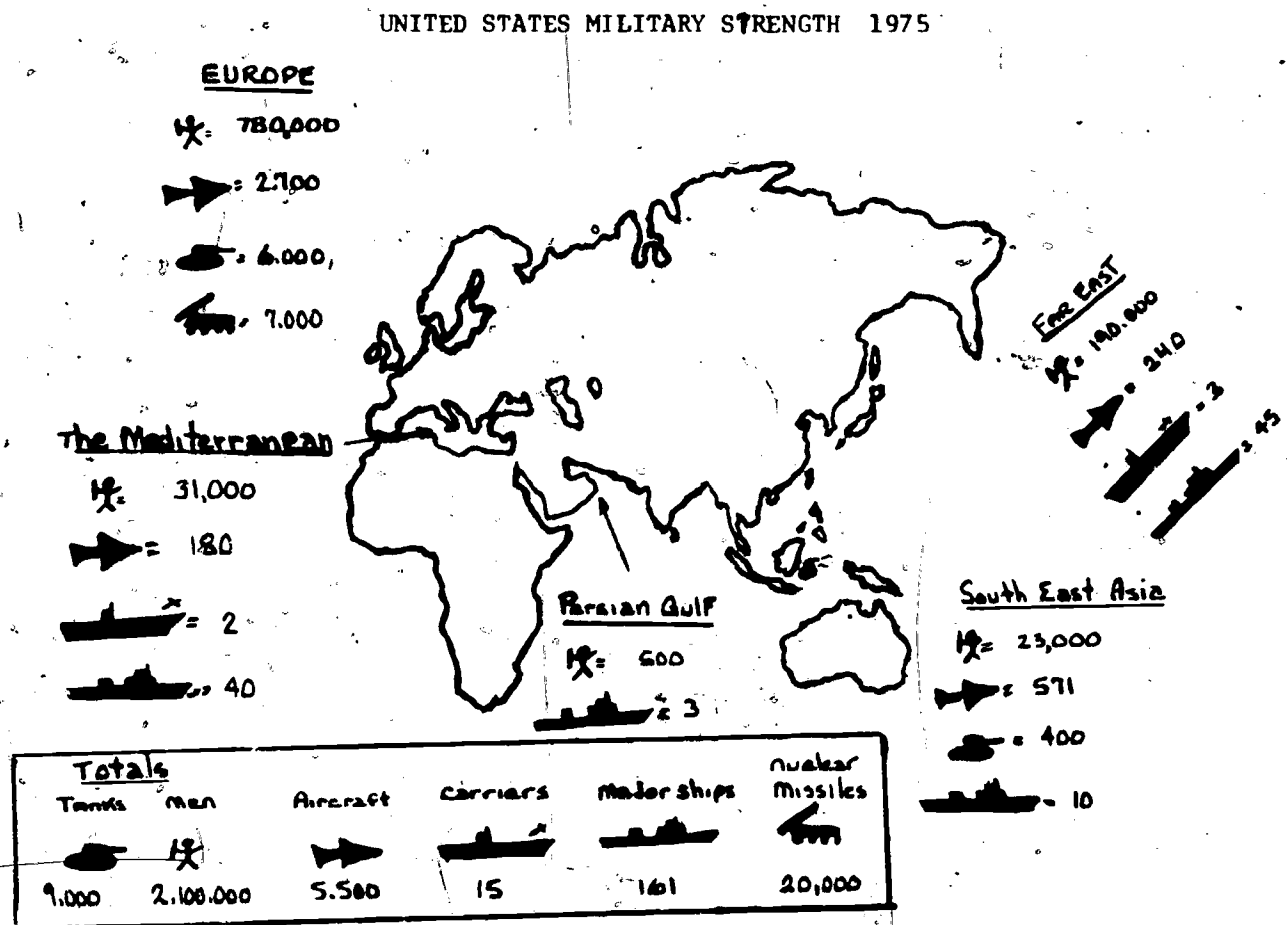 UNITED STATES MILITARY STRENGTH 1975
EUROPE
= 780,000
= 2.700
= 6.000,
= 7.000
The Mediterranean
= 31,000
= 180
= 2
= 40
FAR EAST
= 190.000
= 240
= 3
= 45
Persian Gulf
= 500
= 3
South East Asia
= 23,000
= 571
= 400
= 10
Totals
Tanks men Aircraft carriers major ships nuclear missiles
9.000 2.100.000 5.500 15 161 20,000